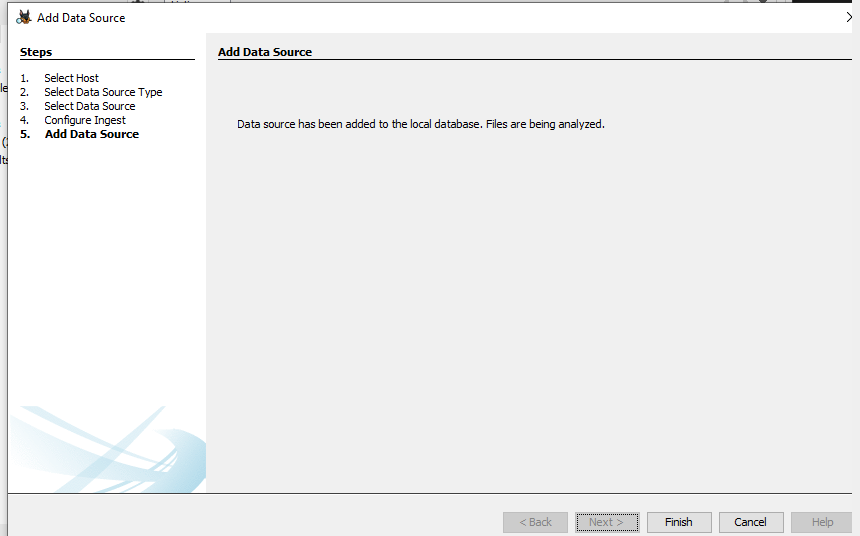 Add Data Source
Steps
Add Data Source
1. Select Host
2. Select Data Source Type
3. Select Data Source
4. Configure Ingest
5. Add Data Source
Data source has been added to the local database. Files are being analyzed.
< Back
Next >
Finish
Cancel
Help